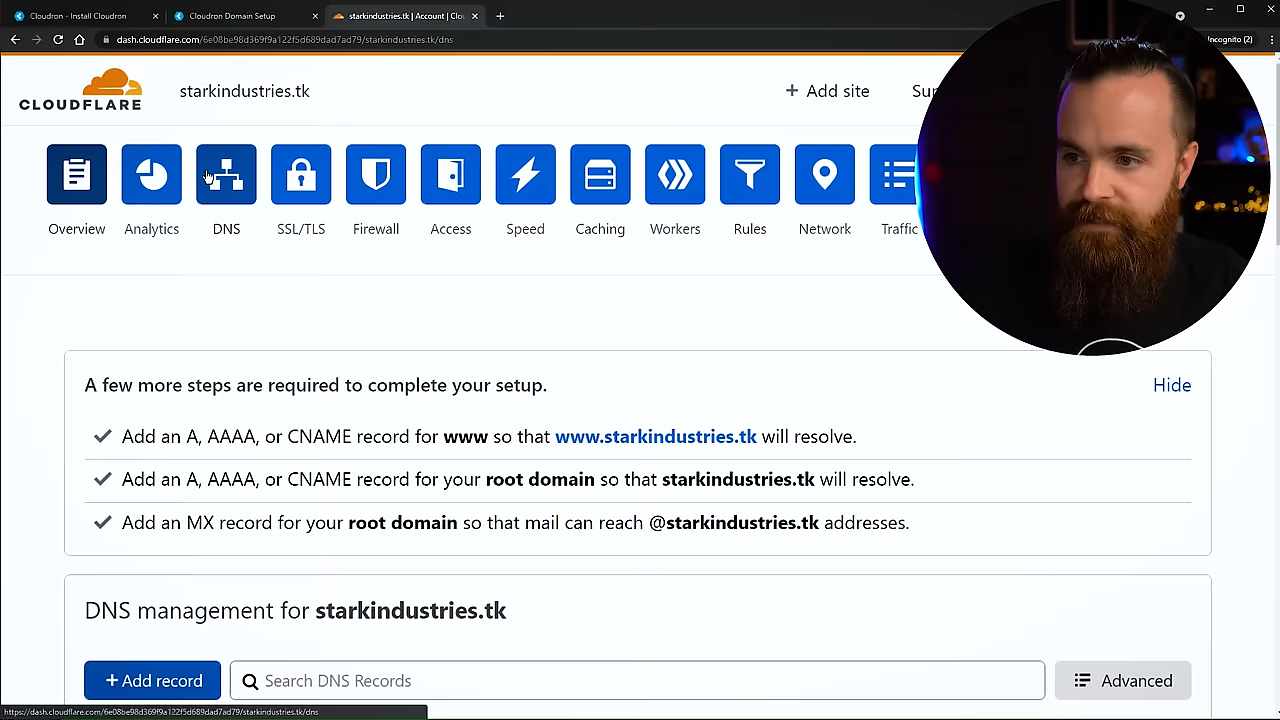 Cloudron - Install Cloudron
Cloudron Domain Setup
starkindustries.tk | Account | Clou
dash.cloudflare.com/6e08be98d369f9a122f5d689dad7ad79/starkindustries.tk/dns
Incognito (2)
CLOUDFLARE
starkindustries.tk
+ Add site
Sup
Overview
Analytics
DNS
SSL/TLS
Firewall
Access
Speed
Caching
Workers
Rules
Network
Traffic
A few more steps are required to complete your setup.
Hide
Add an A, AAAA, or CNAME record for www so that www.starkindustries.tk will resolve.
Add an A, AAAA, or CNAME record for your root domain so that starkindustries.tk will resolve.
Add an MX record for your root domain so that mail can reach @starkindustries.tk addresses.
DNS management for starkindustries.tk
+ Add record
Search DNS Records
Advanced
https://dash.cloudflare.com/6e08be98d369f9a122f5d689dad7ad79/starkindustries.tk/dns